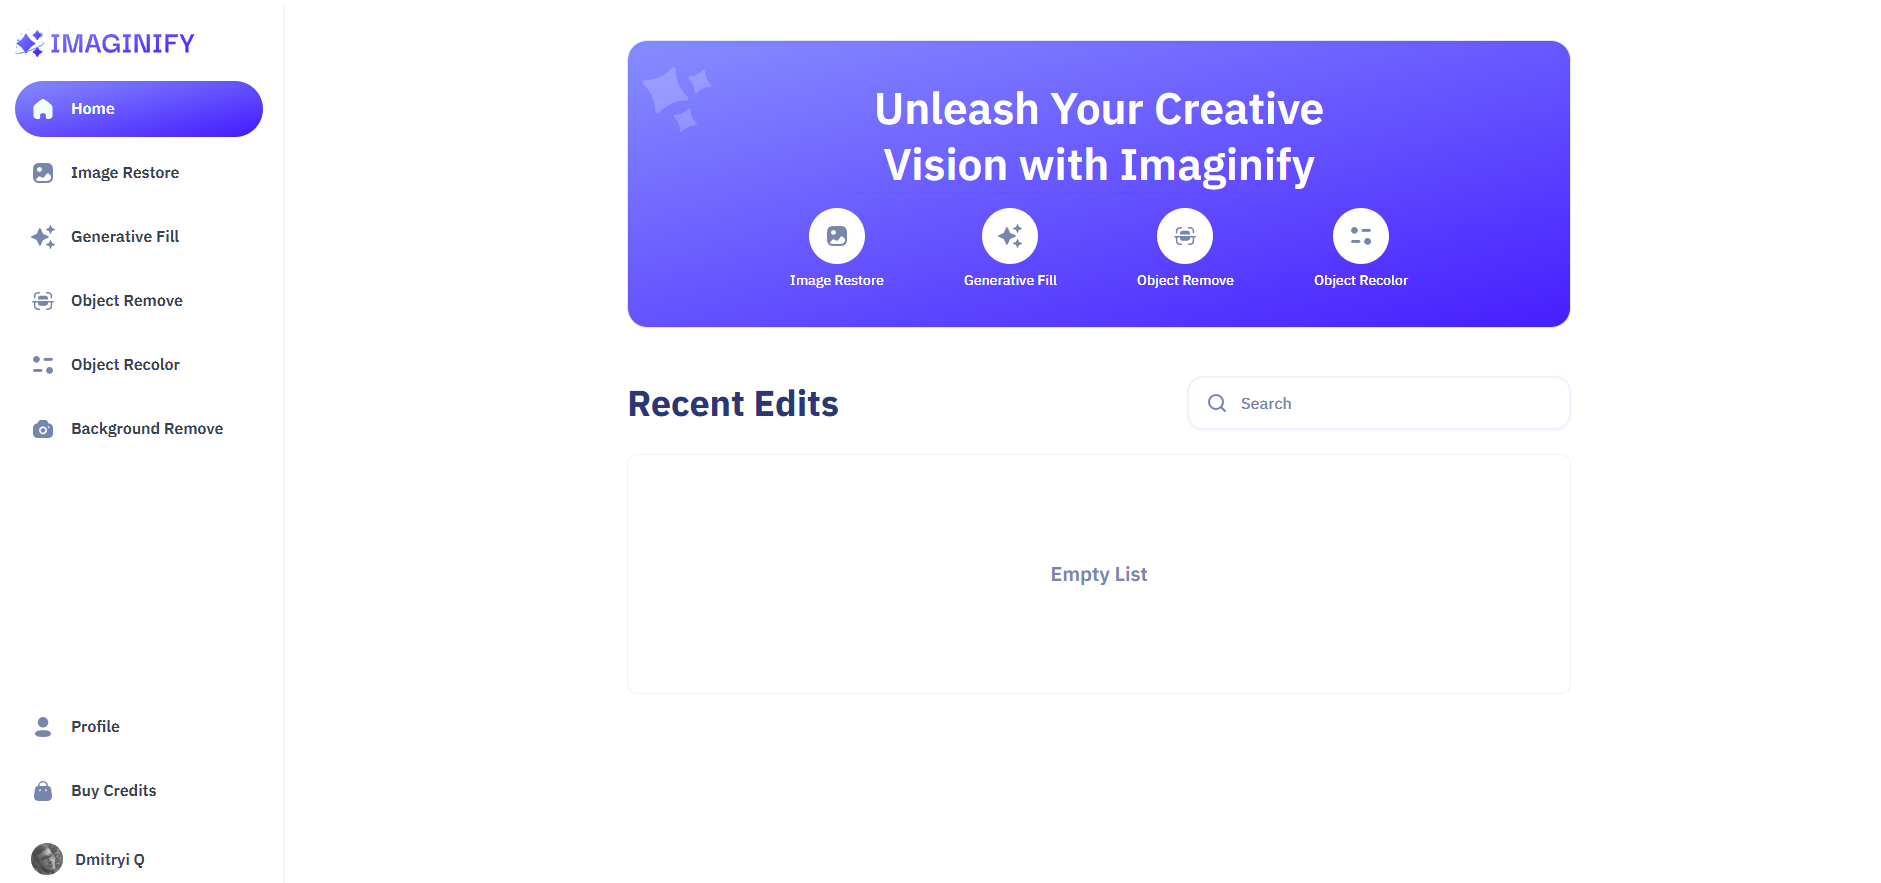 IMAGINIFY
Home
Image Restore
Generative Fill
Object Remove
Object Recolor
Background Remove
Profile
Buy Credits
Dmitryi Q
Unleash Your Creative
Vision with Imaginify
Image Restore
Generative Fill
Object Remove
Object Recolor
Recent Edits
Search
Empty List